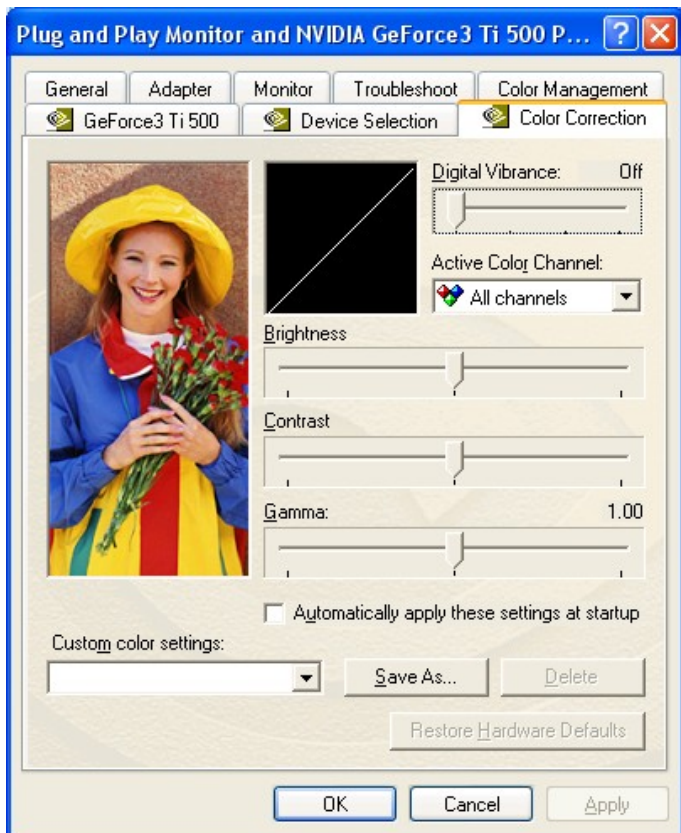 Plug and Play Monitor and NVIDIA GeForce3 Ti 500 P...
General Adapter Monitor Troubleshoot Color Management
GeForce3 Ti 500 Device Selection Color Correction
Digital Vibrance: Off
Active Color Channel:
All channels
Brightness
Contrast
Gamma: 1.00
Automatically apply these settings at startup
Custom color settings:
Save As... Delete
Restore Hardware Defaults
OK Cancel Apply